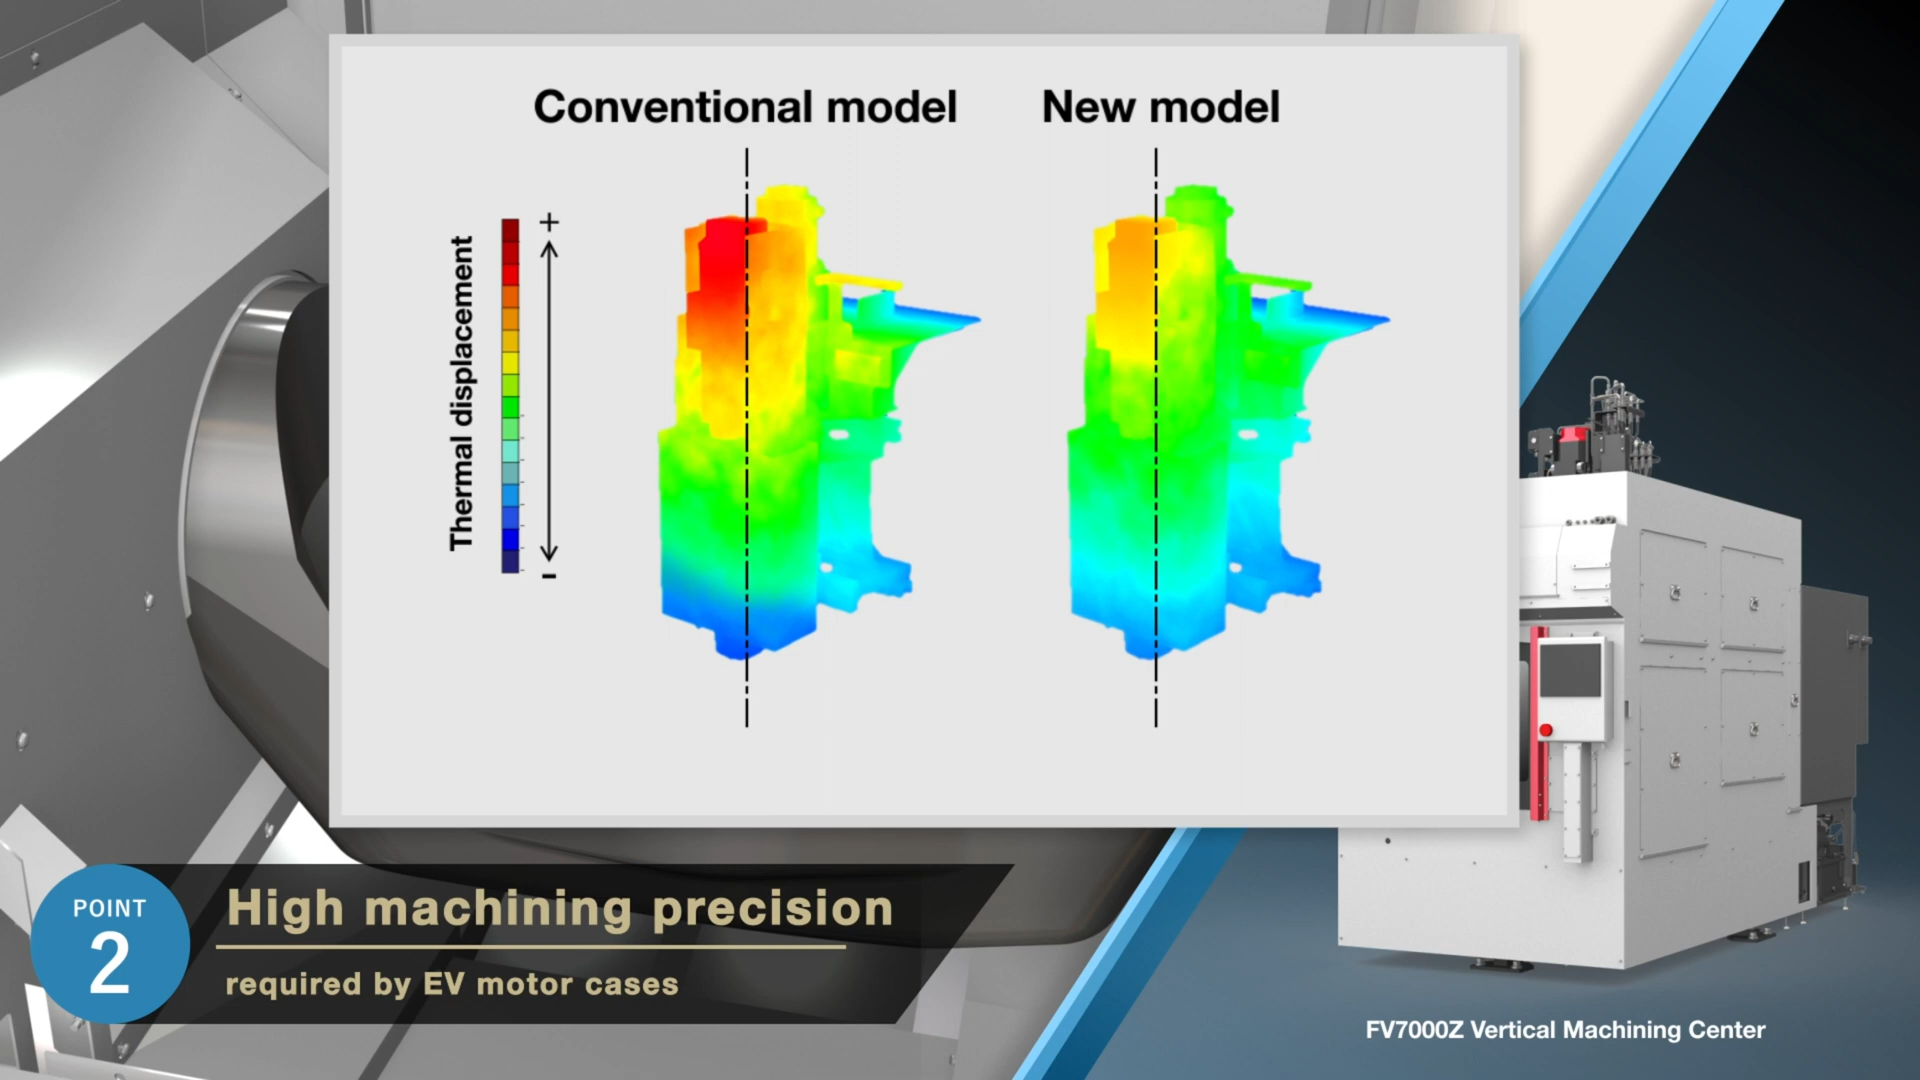 Conventional model
New model
Thermal displacement
+
-
POINT
2
High machining precision
required by EV motor cases
FV7000Z Vertical Machining Center